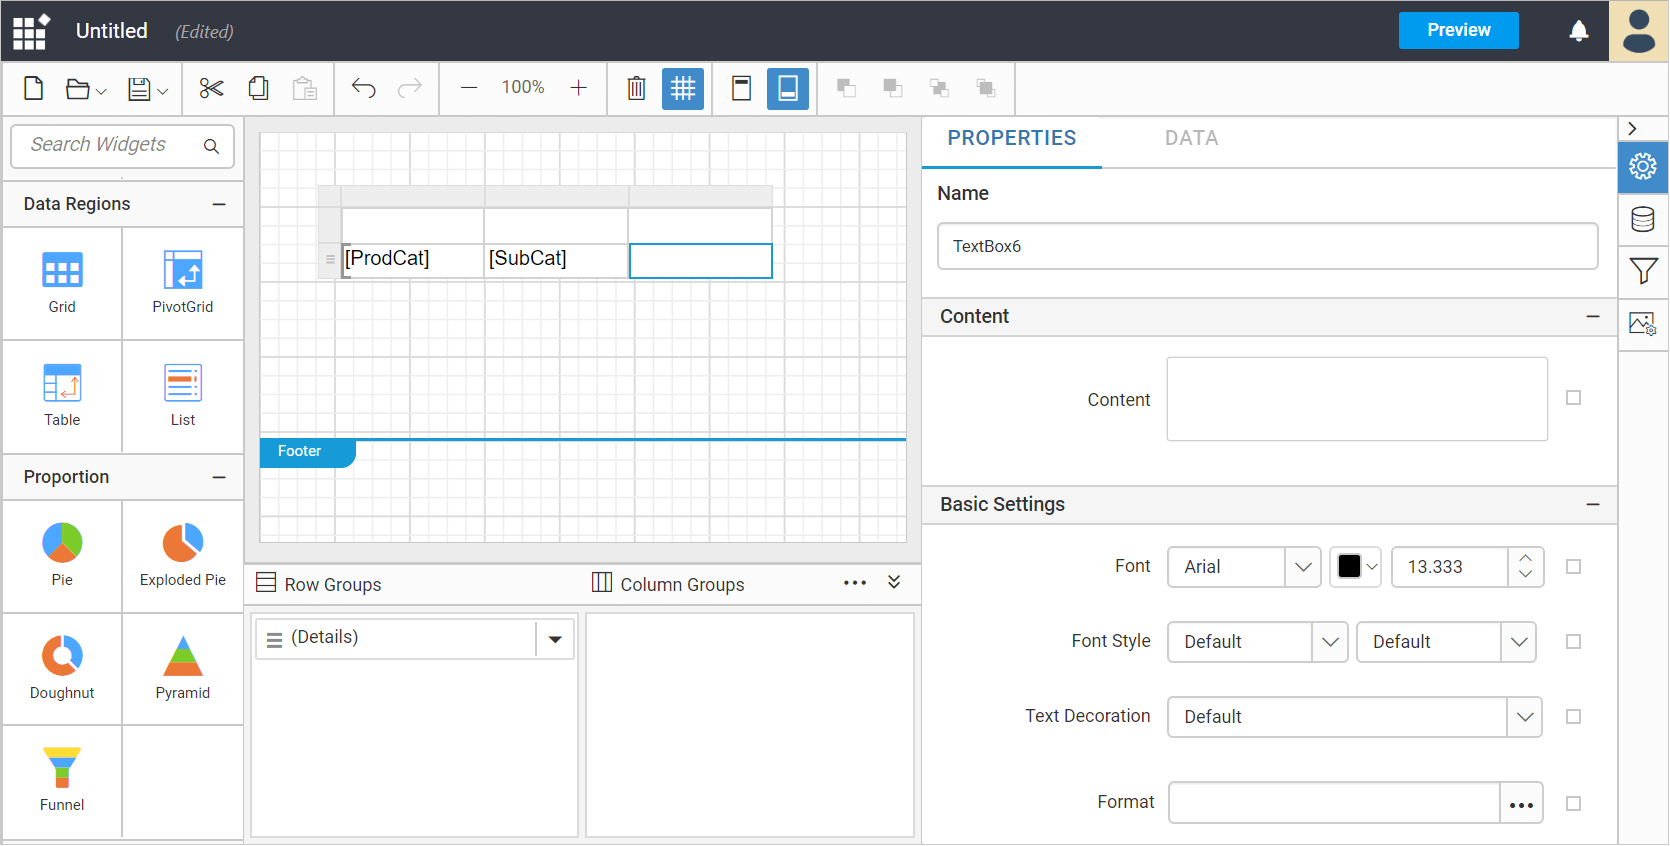 Untitled (Edited) Preview
100%
Search Widgets
Data Regions
Grid PivotGrid
Table List
Proportion
Pie Exploded Pie
Doughnut Pyramid
Funnel
[ProdCat] [SubCat]
Footer
Row Groups Column Groups
(Details)
PROPERTIES DATA
Name
TextBox6
Content
Content
Basic Settings
Font Arial 13.333
Font Style Default Default
Text Decoration Default
Format